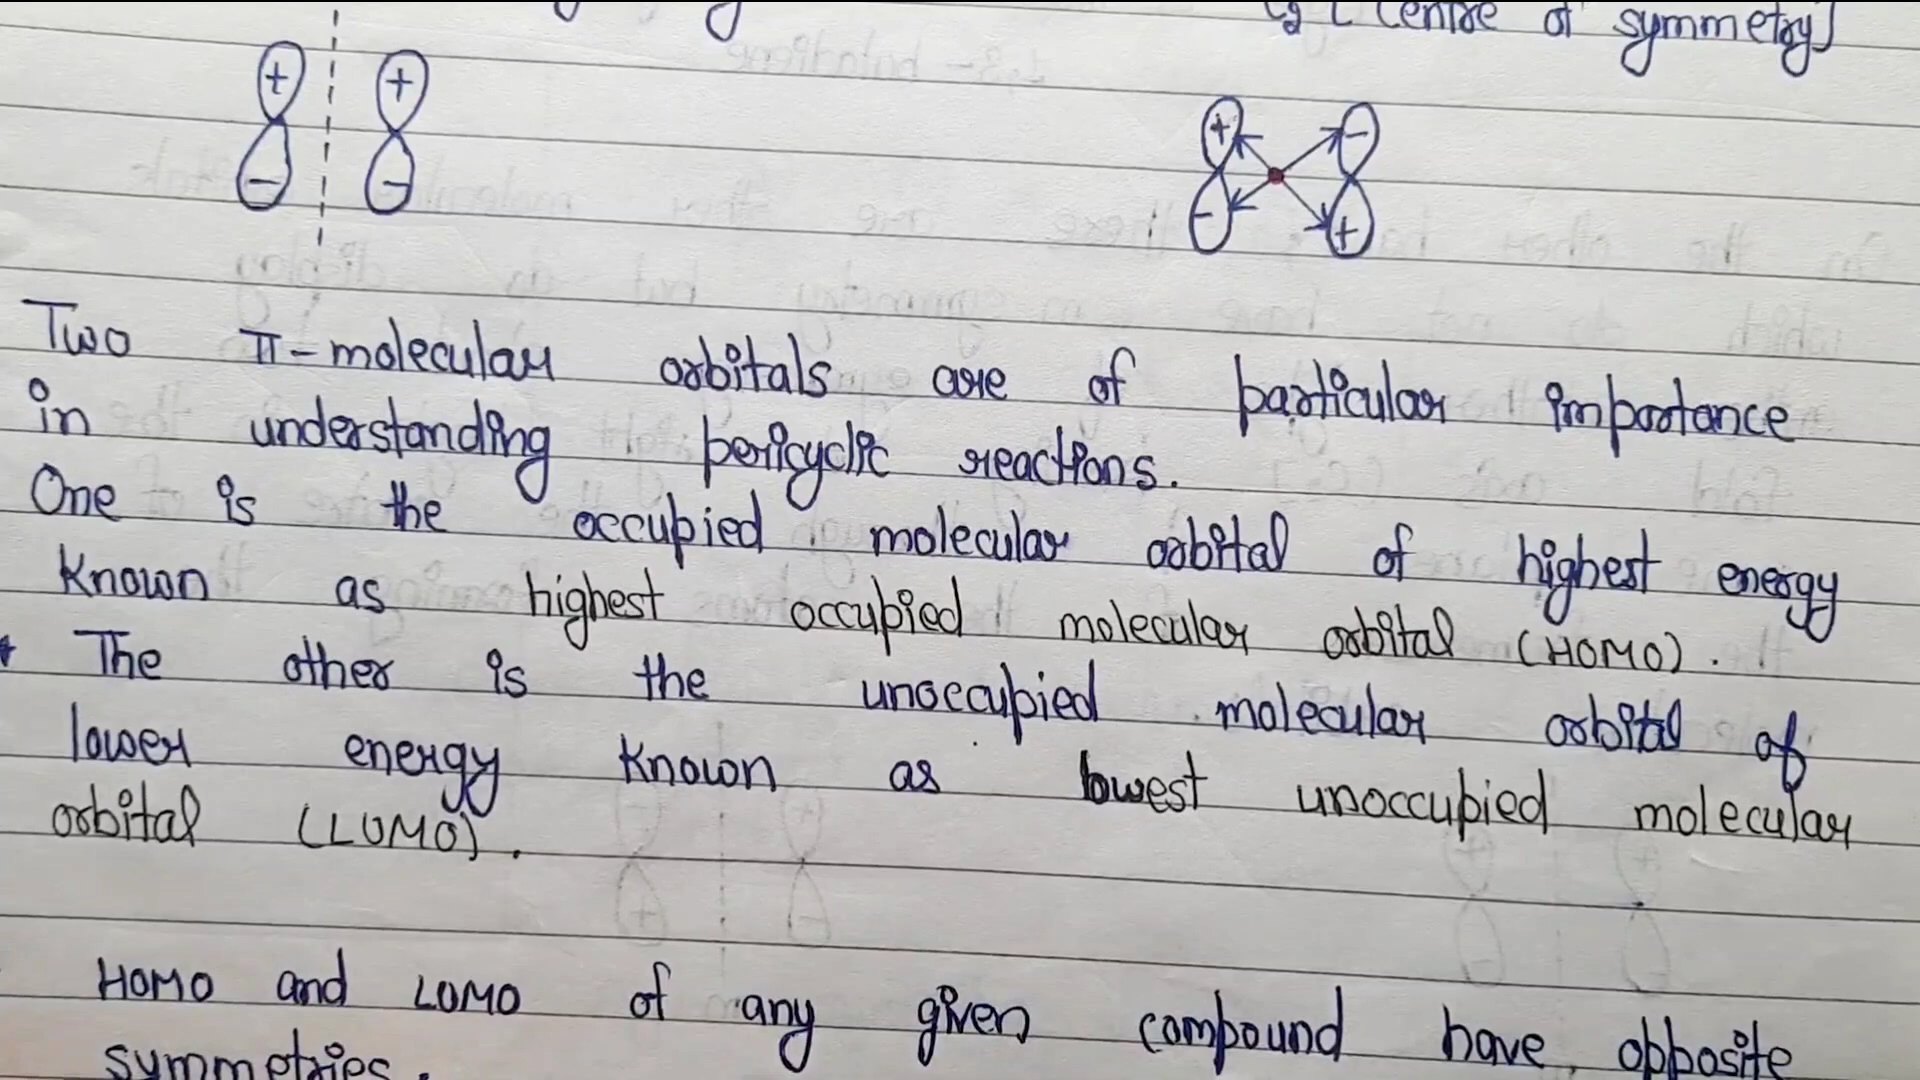 C2 [Centre of symmetry]
+ +
- -
+ -
- +
Two π-molecular orbitals are of particular importance
in understanding pericyclic reactions.
One is the occupied molecular orbital of highest energy
known as highest occupied molecular orbital (HOMO).
The other is the unoccupied molecular orbital of
lower energy known as lowest unoccupied molecular
orbital (LUMO).
HOMO and LUMO of any given compound have opposite
symmetries.